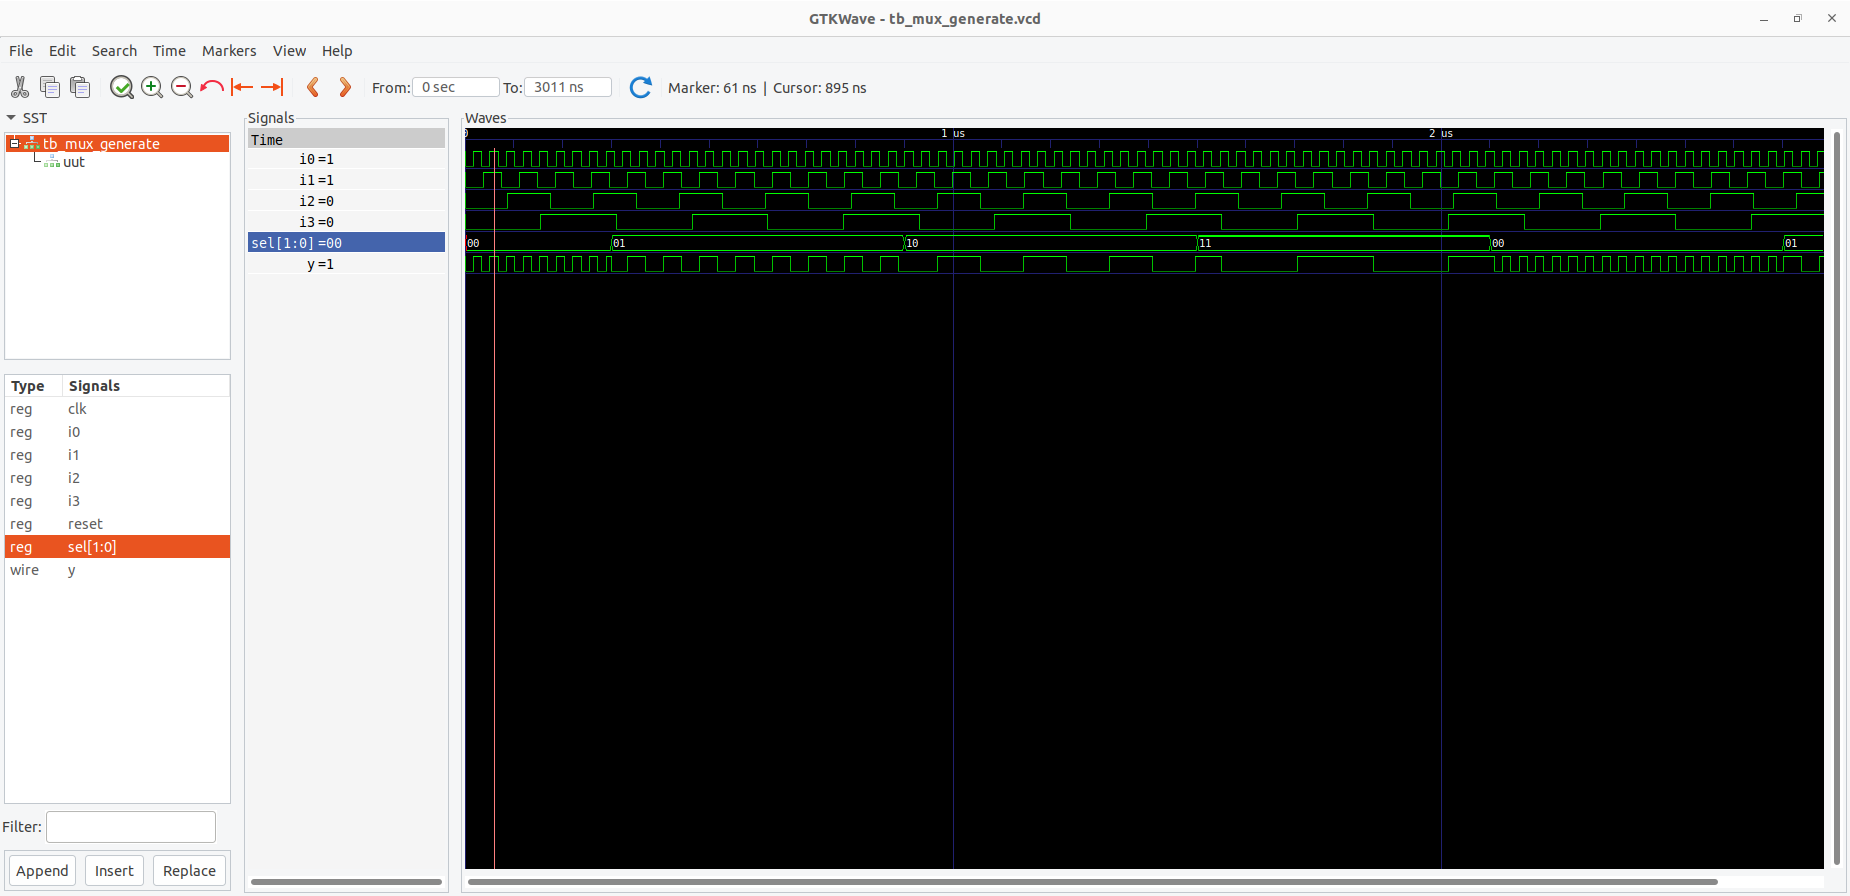 GTKWave - tb_mux_generate.vcd
File Edit Search Time Markers View Help
From: 0 sec To: 3011 ns Marker: 61 ns | Cursor: 895 ns
SST
tb_mux_generate
uut
Type Signals
reg clk
reg i0
reg i1
reg i2
reg i3
reg reset
reg sel[1:0]
wire y
Filter:
Append Insert Replace
Signals
Time
i0=1
i1=1
i2=0
i3=0
sel[1:0]=00
y=1
Waves
0 1 us 2 us
00 01 10 11 00 01